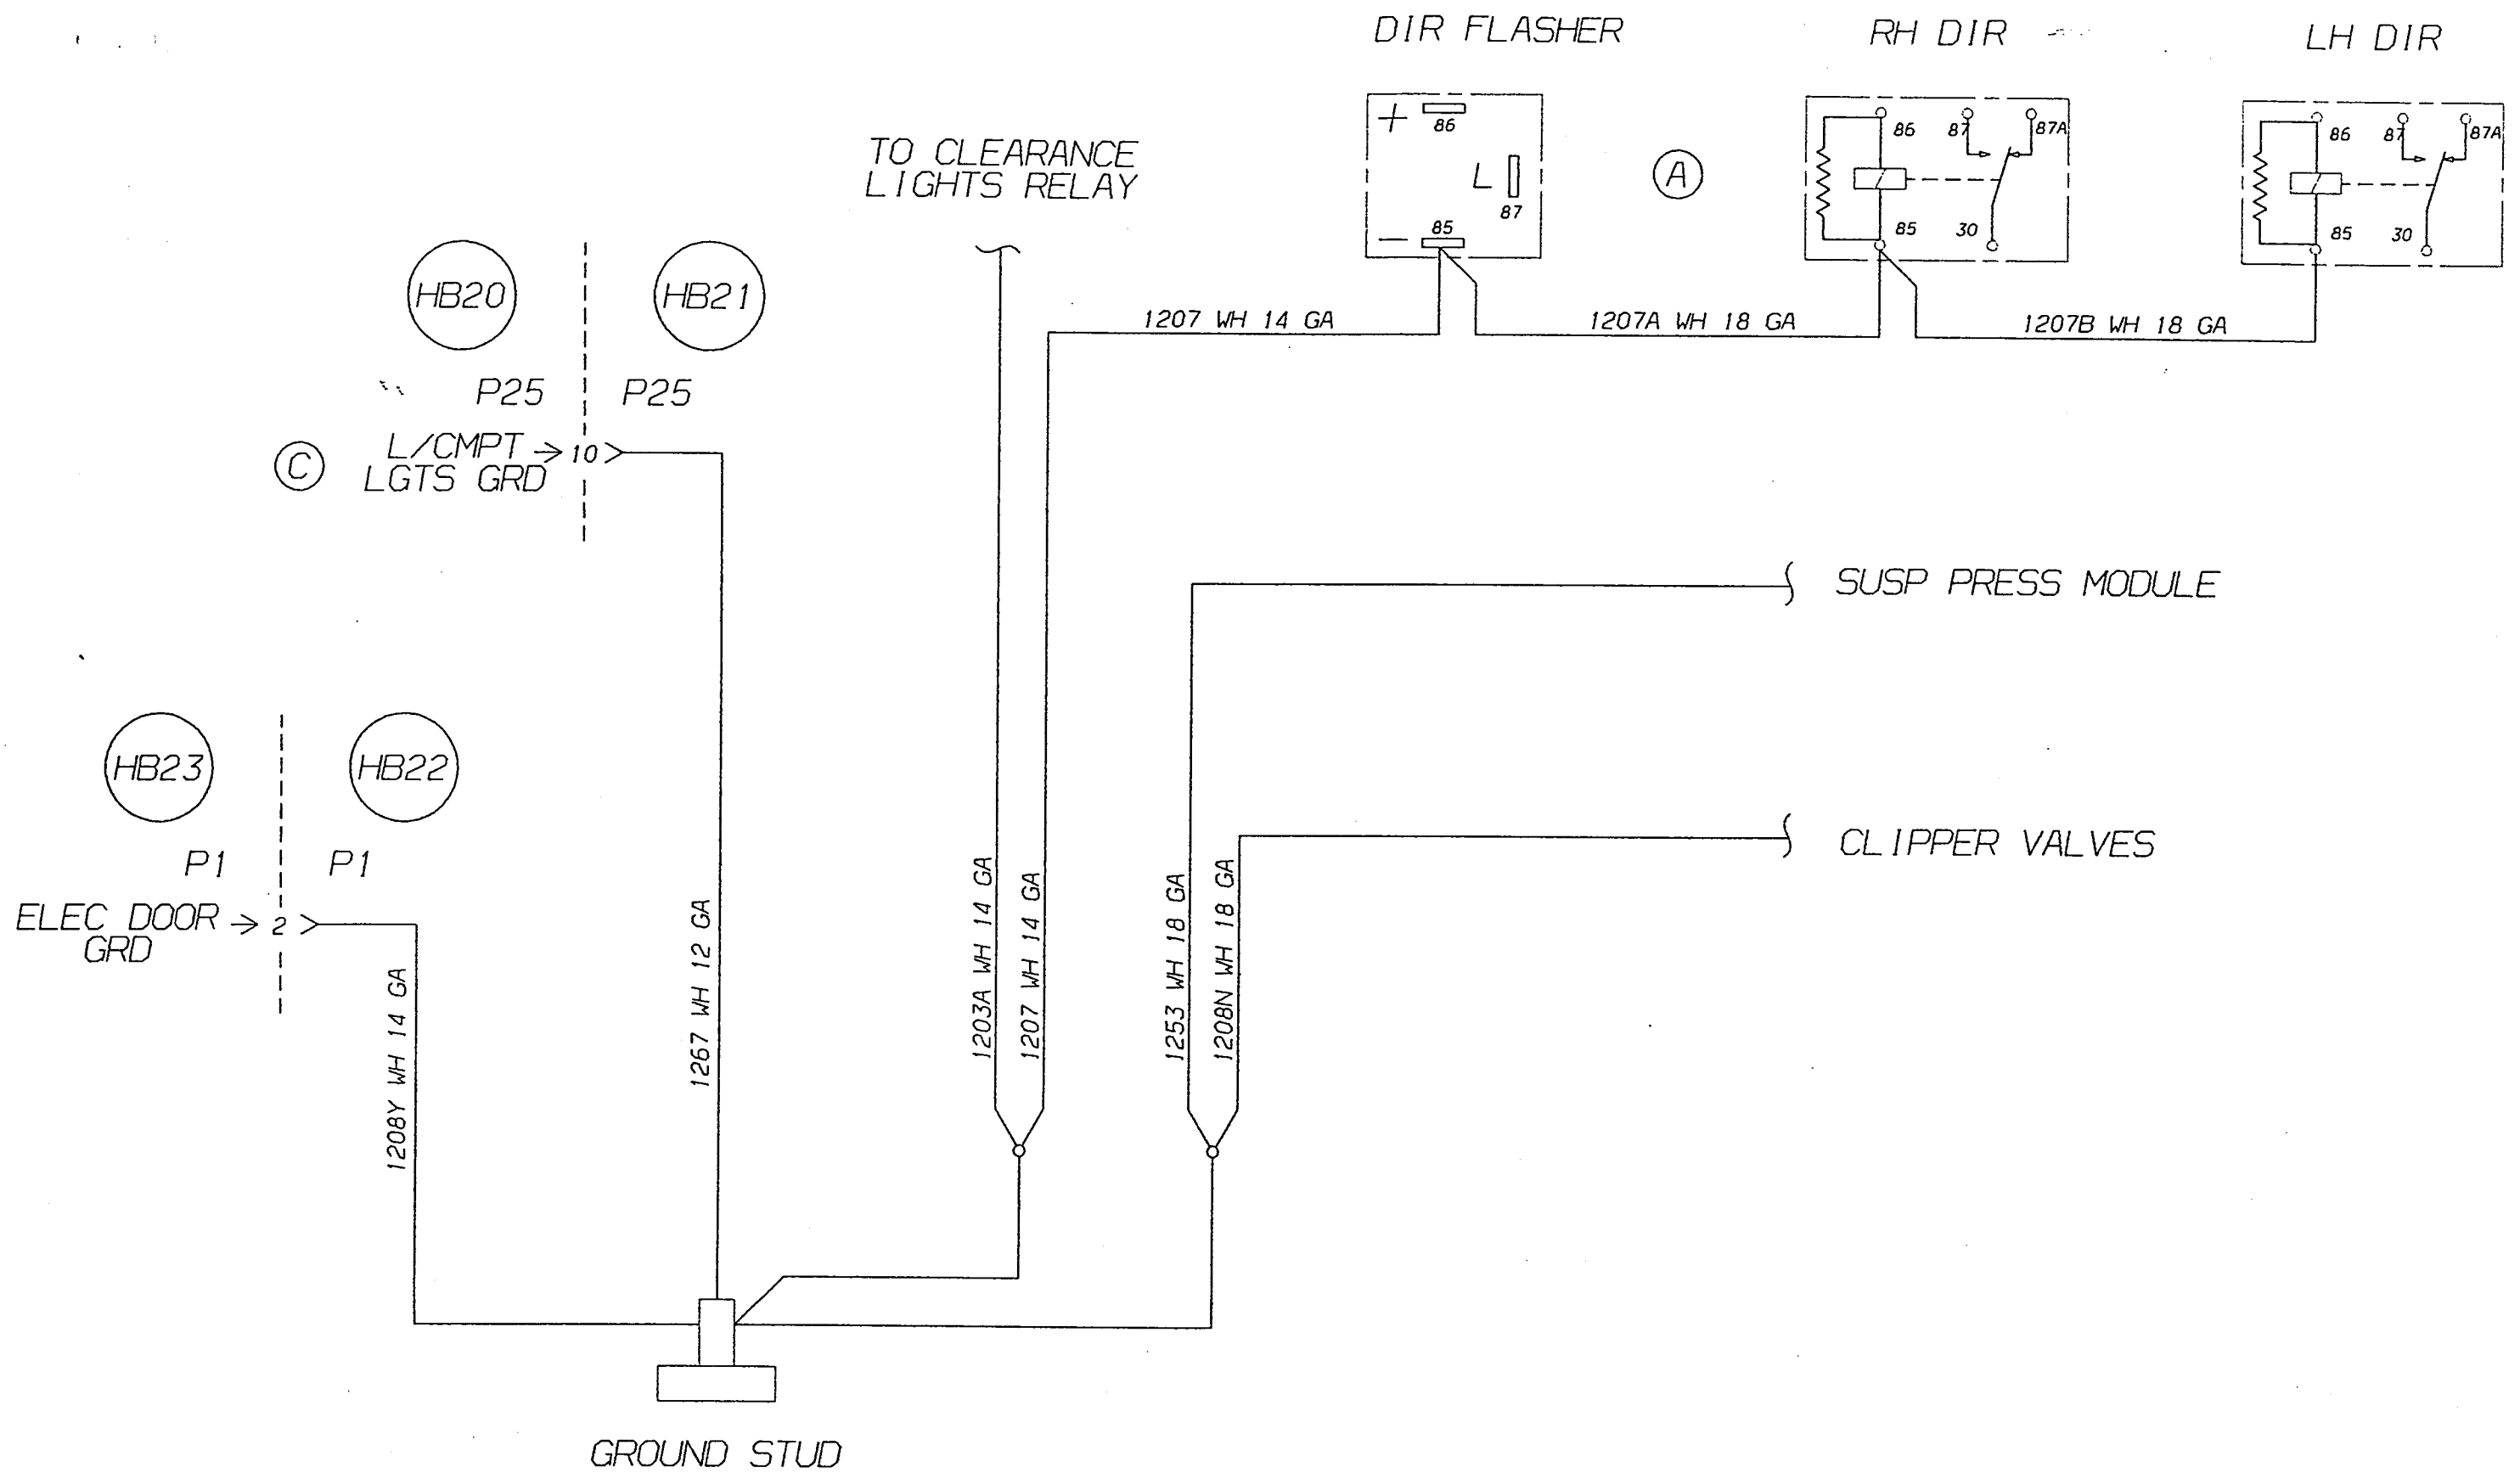 DIR FLASHER
RH DIR
LH DIR
+
86
L
87
85
—
A
86
87
87A
85
30
86
87
87A
85
30
TO CLEARANCE
LIGHTS RELAY
HB20
HB21
1207 WH 14 GA
1207A WH 18 GA
1207B WH 18 GA
P25
P25
C
L/CMPT
LGTS GRD
10
SUSP PRESS MODULE
HB23
HB22
P1
P1
CLIPPER VALVES
ELEC DOOR
GRD
2
1208Y WH 14 GA
1267 WH 12 GA
1203A WH 14 GA
1207 WH 14 GA
1253 WH 18 GA
1208N WH 18 GA
GROUND STUD